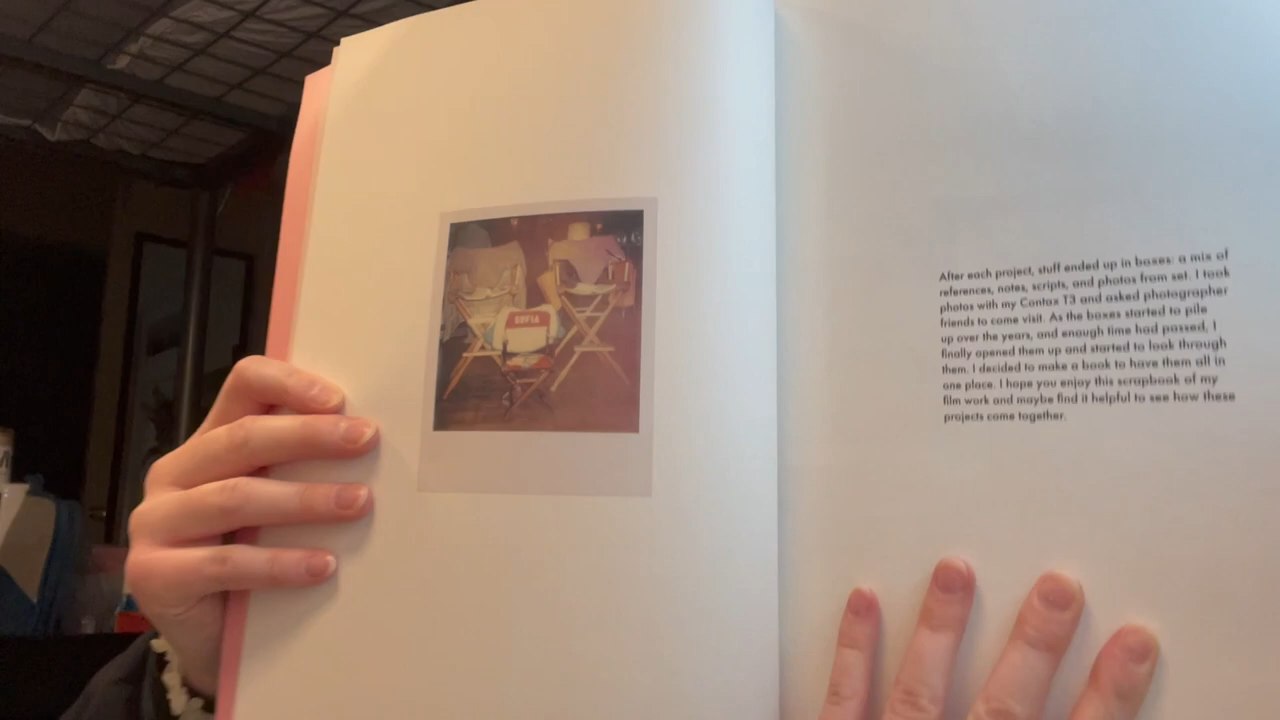 SOFIA
After each project, stuff ended up in boxes: a mix of
references, notes, scripts, and photos from set. I took
photos with my Contax T3 and asked photographer
friends to come visit. As the boxes started to pile
up over the years, and enough time had passed, I
finally opened them up and started to look through
them. I decided to make a book to have them all in
one place. I hope you enjoy this scrapbook of my
film work and maybe find it helpful to see how these
projects come together.